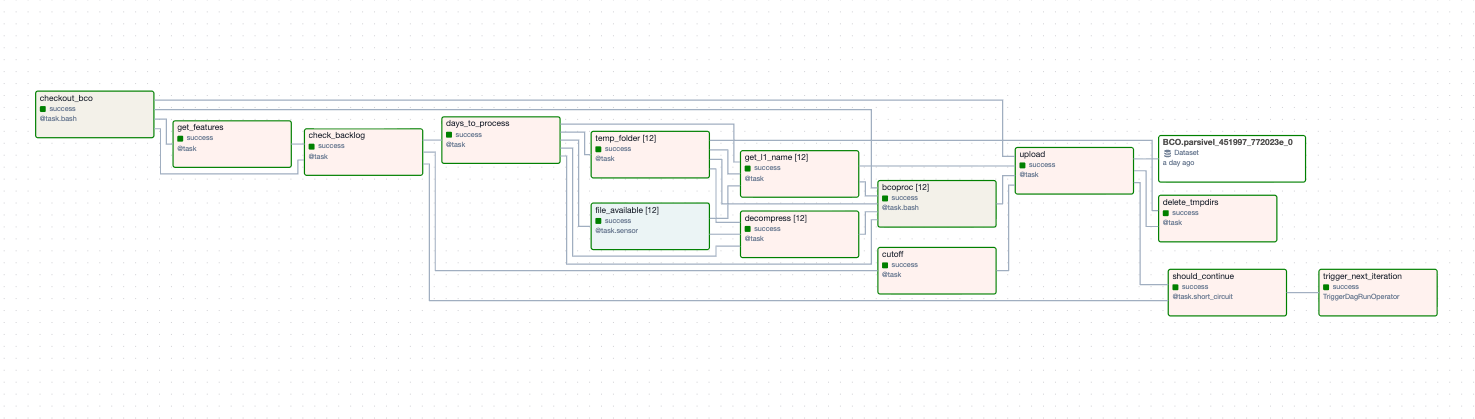 checkout_bco
success
@task.bash
get_features
success
@task
check_backlog
success
@task
days_to_process
success
@task
temp_folder [12]
success
@task
file_available [12]
success
@task.sensor
get_l1_name [12]
success
@task
decompress [12]
success
@task
bcoproc [12]
success
@task.bash
cutoff
success
@task
upload
success
@task
BCO.parsivel_451997_772023e_0
Dataset
a day ago
delete_tmpdirs
success
@task
should_continue
success
@task.short_circuit
trigger_next_iteration
success
TriggerDagRunOperator